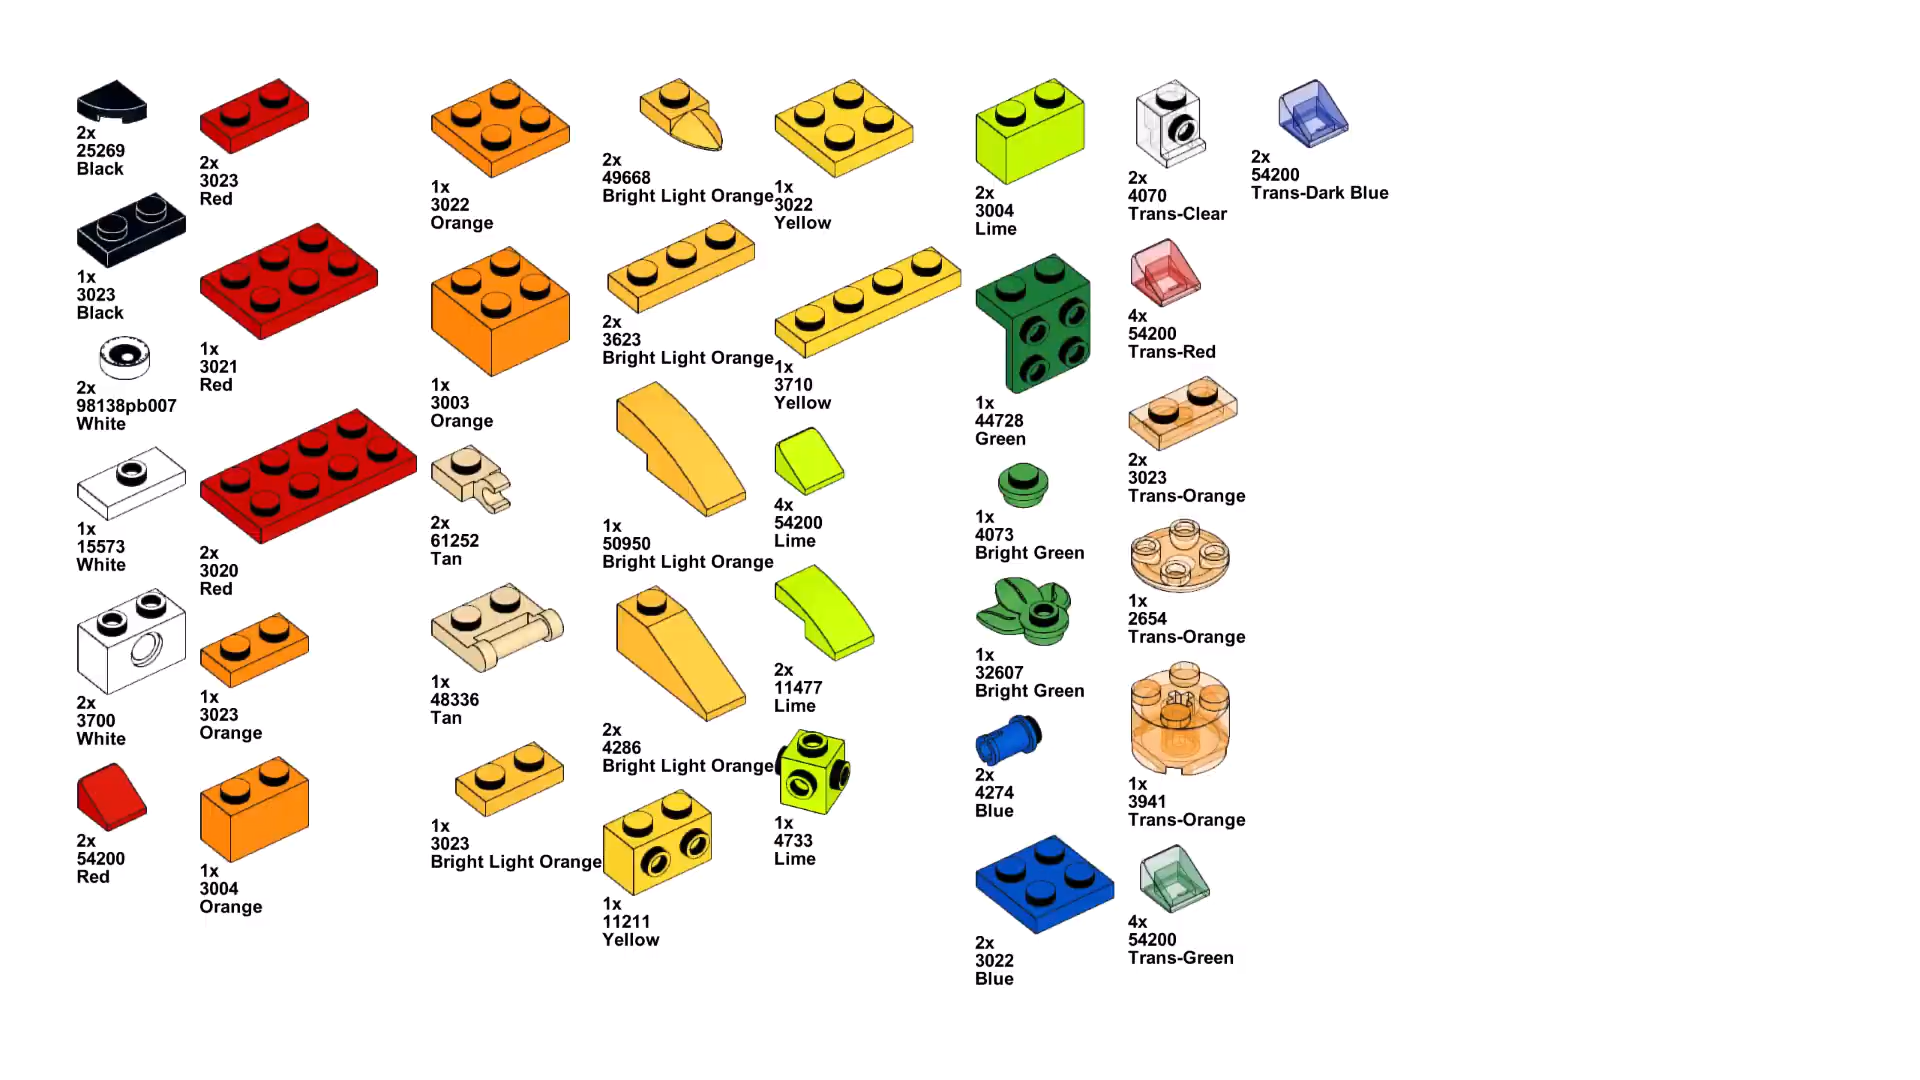 2x
25269
Black
1x
3023
Black
2x
98138pb007
White
1x
15573
White
2x
3700
White
2x
54200
Red
2x
3023
Red
1x
3021
Red
2x
3020
Red
1x
3023
Orange
1x
3004
Orange
1x
3022
Orange
1x
3003
Orange
2x
61252
Tan
1x
48336
Tan
1x
3023
Bright Light Orange
2x
49668
Bright Light Orange
2x
3623
Bright Light Orange
1x
50950
Bright Light Orange
2x
4286
Bright Light Orange
1x
11211
Yellow
1x
3022
Yellow
1x
3710
Yellow
4x
54200
Lime
2x
11477
Lime
1x
4733
Lime
2x
3004
Lime
1x
44728
Green
1x
4073
Bright Green
1x
32607
Bright Green
2x
4274
Blue
2x
3022
Blue
2x
4070
Trans-Clear
4x
54200
Trans-Red
2x
3023
Trans-Orange
1x
2654
Trans-Orange
1x
3941
Trans-Orange
4x
54200
Trans-Green
2x
54200
Trans-Dark Blue